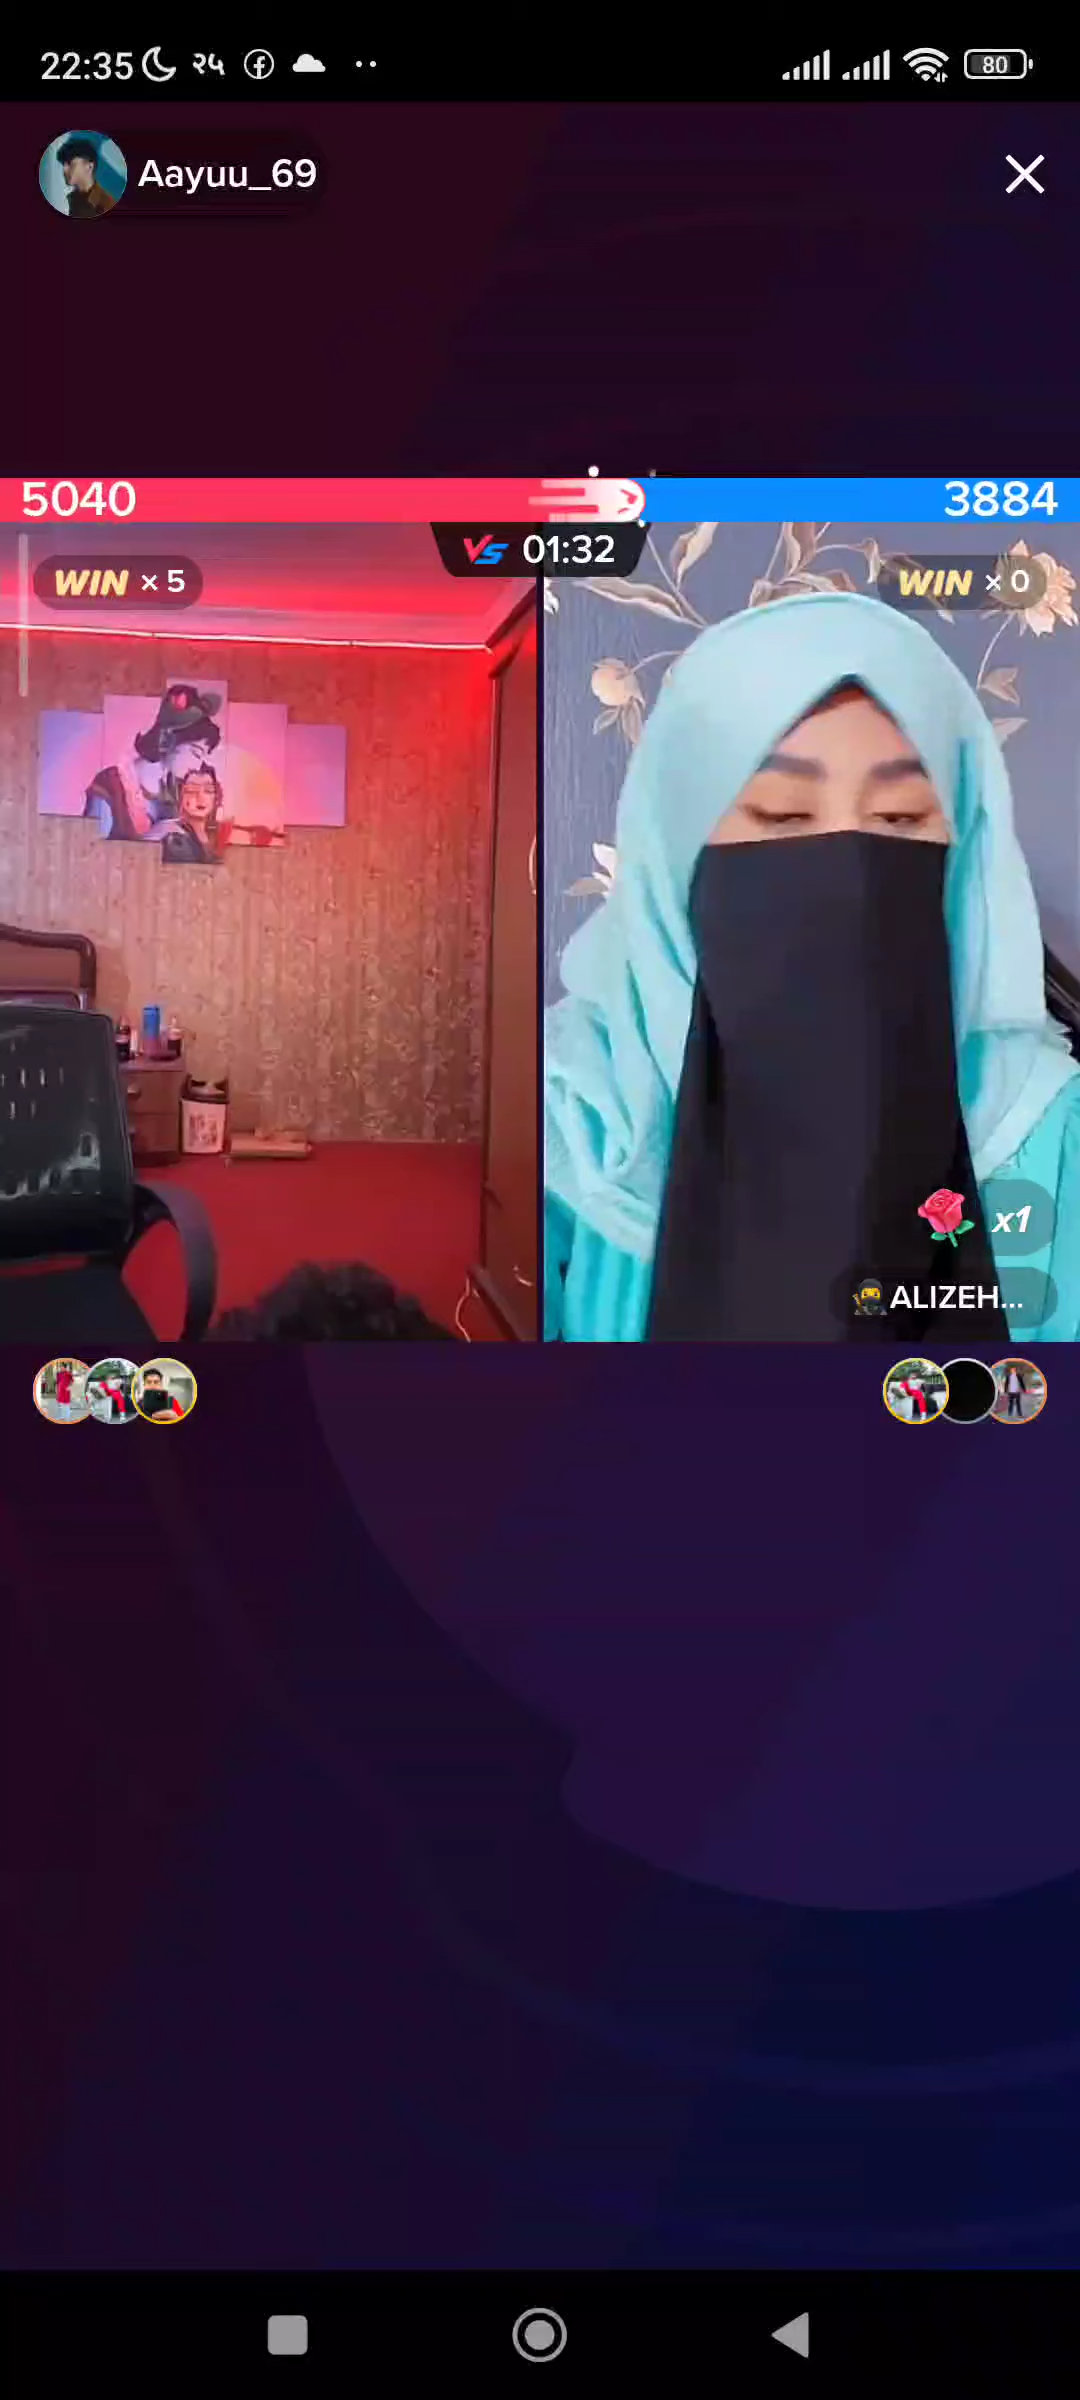 22:35 २५
80
Aayuu_69
5040 3884
VS 01:32
WIN × 5
WIN × 0
x1
ALIZEH...